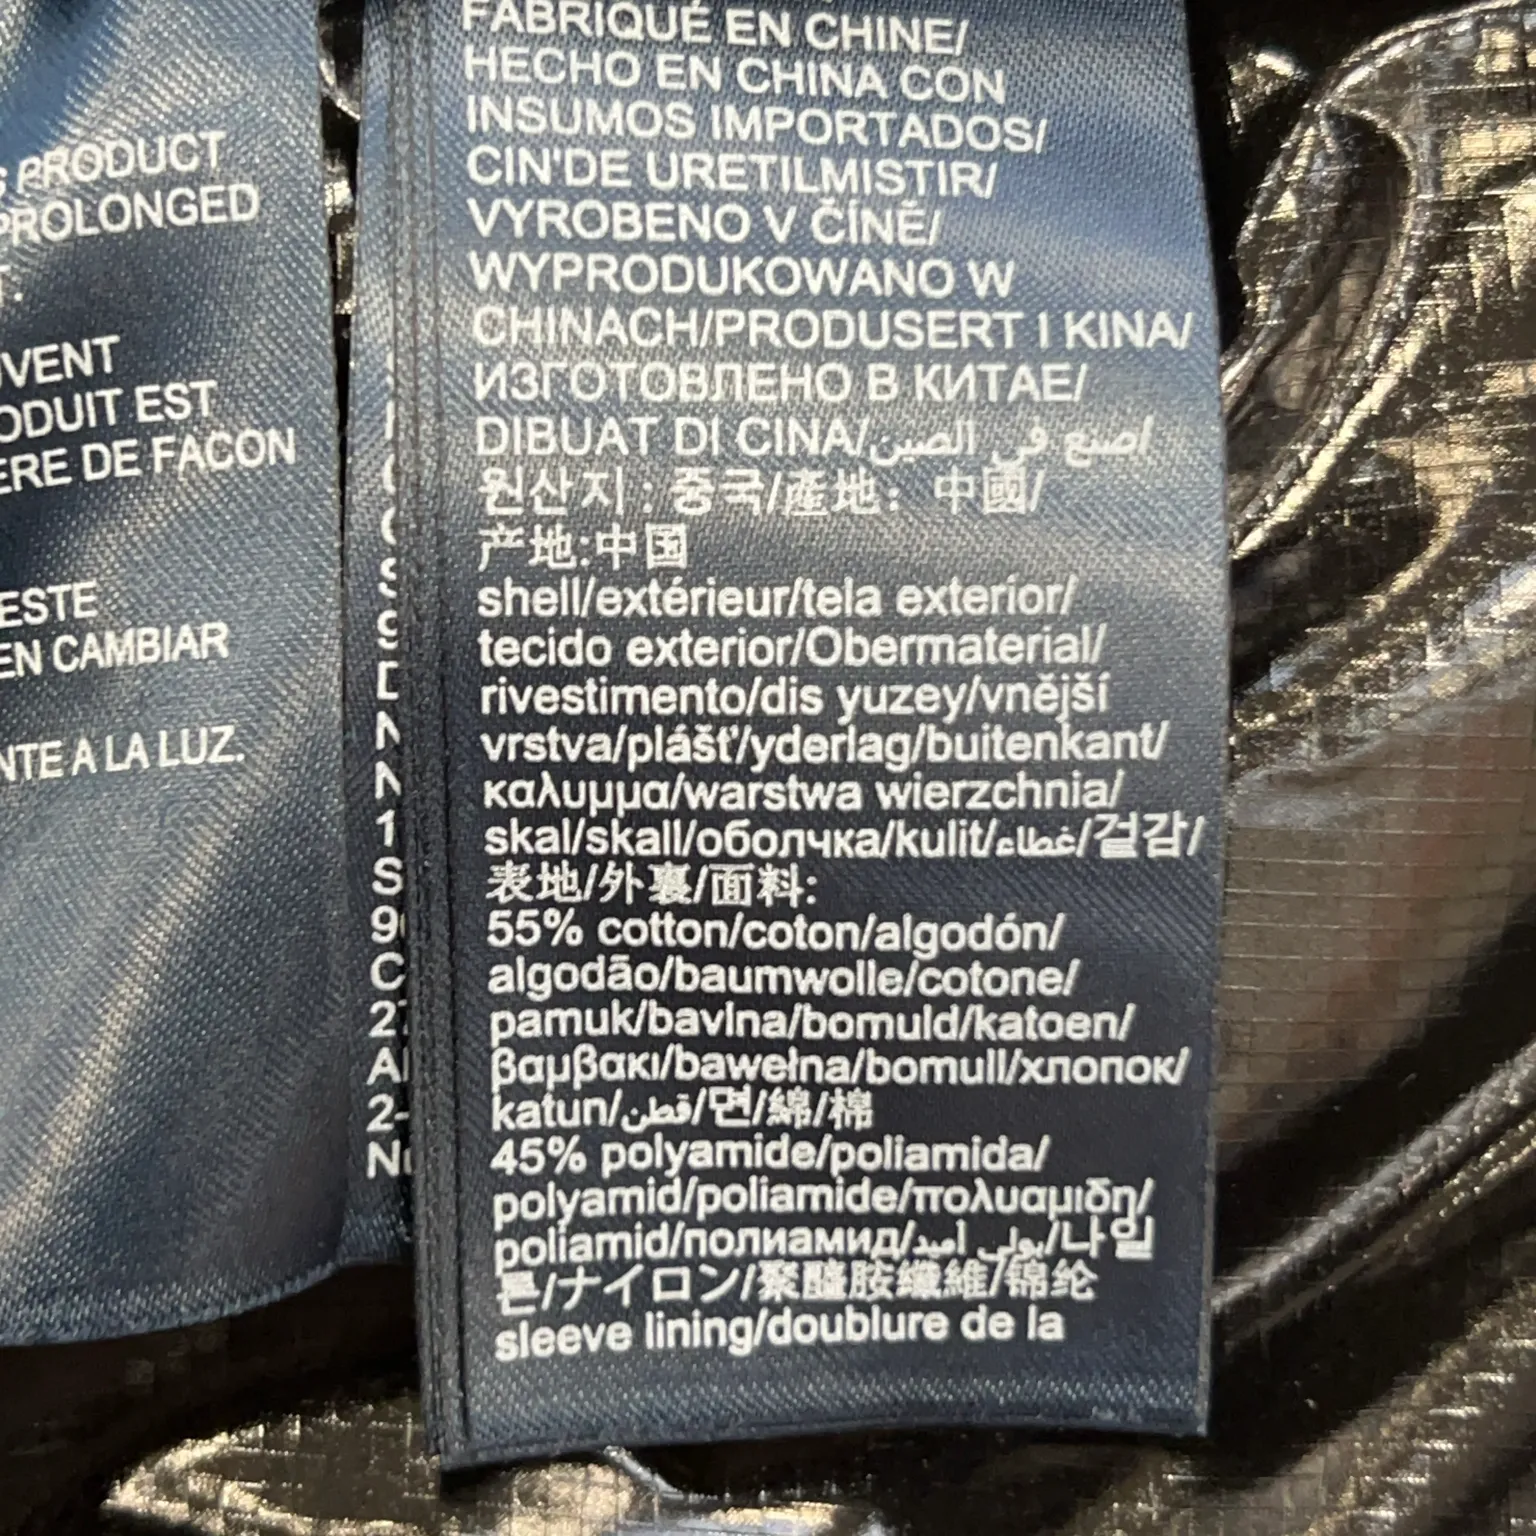 PRODUCT
PROLONGED
ODUIT EST
ERE DE FACON
ESTE
EN CAMBIAR
NTE A LA LUZ.
FABRIQUÉ EN CHINE/
HECHO EN CHINA CON
INSUMOS IMPORTADOS/
CIN'DE URETILMISTIR/
VYROBENO V ČÍNĚ/
WYPRODUKOWANO W
CHINACH/PRODUSERT I KINA/
ИЗГОТОВЛЕНО В КИТАЕ/
DIBUAT DI CINA/صنع في الصين/
원산지 : 중국/產地: 中國/
产地:中国
shell/extérieur/tela exterior/
tecido exterior/Obermaterial/
rivestimento/dis yuzey/vnější
vrstva/plášť/yderlag/buitenkant/
καλυμμα/warstwa wierzchnia/
skal/skall/оболчка/kulit/غطاء/겉감/
表地/外裏/面料:
55% cotton/coton/algodón/
algodão/baumwolle/cotone/
pamuk/bavlna/bomuld/katoen/
βαμβακι/bawełna/bomull/хлопок/
katun/قطن/면/綿/棉
45% polyamide/poliamida/
polyamid/poliamide/πολυαμιδη/
poliamid/полиамид/بولي أميد/나일
론/ナイロン/聚醯胺纖維/锦纶
sleeve lining/doublure de la